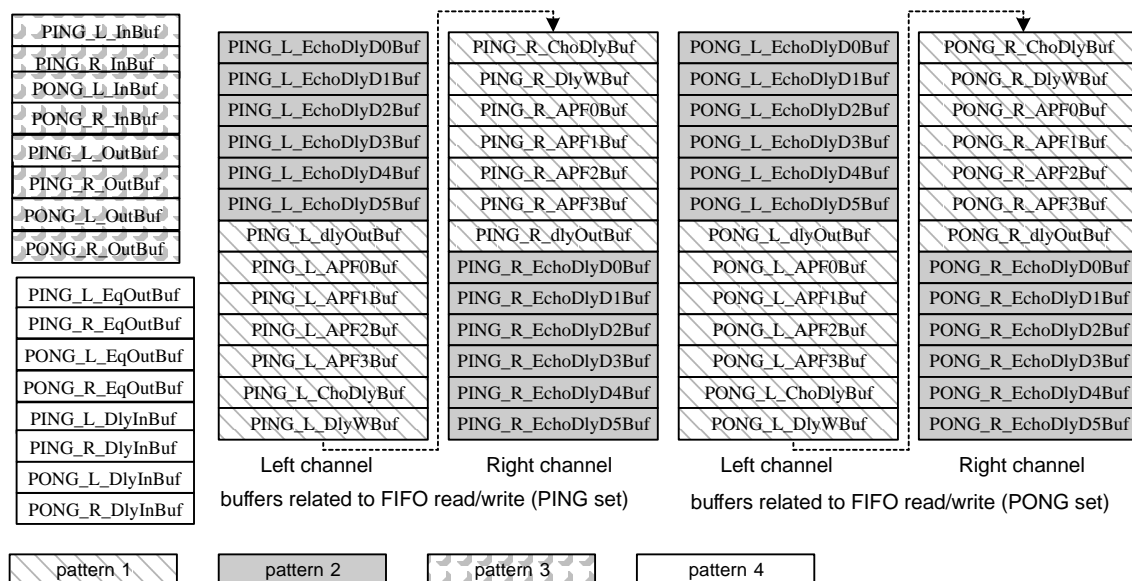 PING_L_InBuf
PING_R_InBuf
PONG_L_InBuf
PONG_R_InBuf
PING_L_OutBuf
PING_R_OutBuf
PONG_L_OutBuf
PONG_R_OutBuf
PING_L_EqOutBuf
PING_R_EqOutBuf
PONG_L_EqOutBuf
PONG_R_EqOutBuf
PING_L_DlyInBuf
PING_R_DlyInBuf
PONG_L_DlyInBuf
PONG_R_DlyInBuf
PING_L_EchoDlyD0Buf
PING_L_EchoDlyD1Buf
PING_L_EchoDlyD2Buf
PING_L_EchoDlyD3Buf
PING_L_EchoDlyD4Buf
PING_L_EchoDlyD5Buf
PING_L_dlyOutBuf
PING_L_APF0Buf
PING_L_APF1Buf
PING_L_APF2Buf
PING_L_APF3Buf
PING_L_ChoDlyBuf
PING_L_DlyWBuf
Left channel
PING_R_ChoDlyBuf
PING_R_DlyWBuf
PING_R_APF0Buf
PING_R_APF1Buf
PING_R_APF2Buf
PING_R_APF3Buf
PING_R_dlyOutBuf
PING_R_EchoDlyD0Buf
PING_R_EchoDlyD1Buf
PING_R_EchoDlyD2Buf
PING_R_EchoDlyD3Buf
PING_R_EchoDlyD4Buf
PING_R_EchoDlyD5Buf
Right channel
buffers related to FIFO read/write (PING set)
PONG_L_EchoDlyD0Buf
PONG_L_EchoDlyD1Buf
PONG_L_EchoDlyD2Buf
PONG_L_EchoDlyD3Buf
PONG_L_EchoDlyD4Buf
PONG_L_EchoDlyD5Buf
PONG_L_dlyOutBuf
PONG_L_APF0Buf
PONG_L_APF1Buf
PONG_L_APF2Buf
PONG_L_APF3Buf
PONG_L_ChoDlyBuf
PONG_L_DlyWBuf
Left channel
PONG_R_ChoDlyBuf
PONG_R_DlyWBuf
PONG_R_APF0Buf
PONG_R_APF1Buf
PONG_R_APF2Buf
PONG_R_APF3Buf
PONG_R_dlyOutBuf
PONG_R_EchoDlyD0Buf
PONG_R_EchoDlyD1Buf
PONG_R_EchoDlyD2Buf
PONG_R_EchoDlyD3Buf
PONG_R_EchoDlyD4Buf
PONG_R_EchoDlyD5Buf
Right channel
buffers related to FIFO read/write (PONG set)
pattern 1
pattern 2
pattern 3
pattern 4